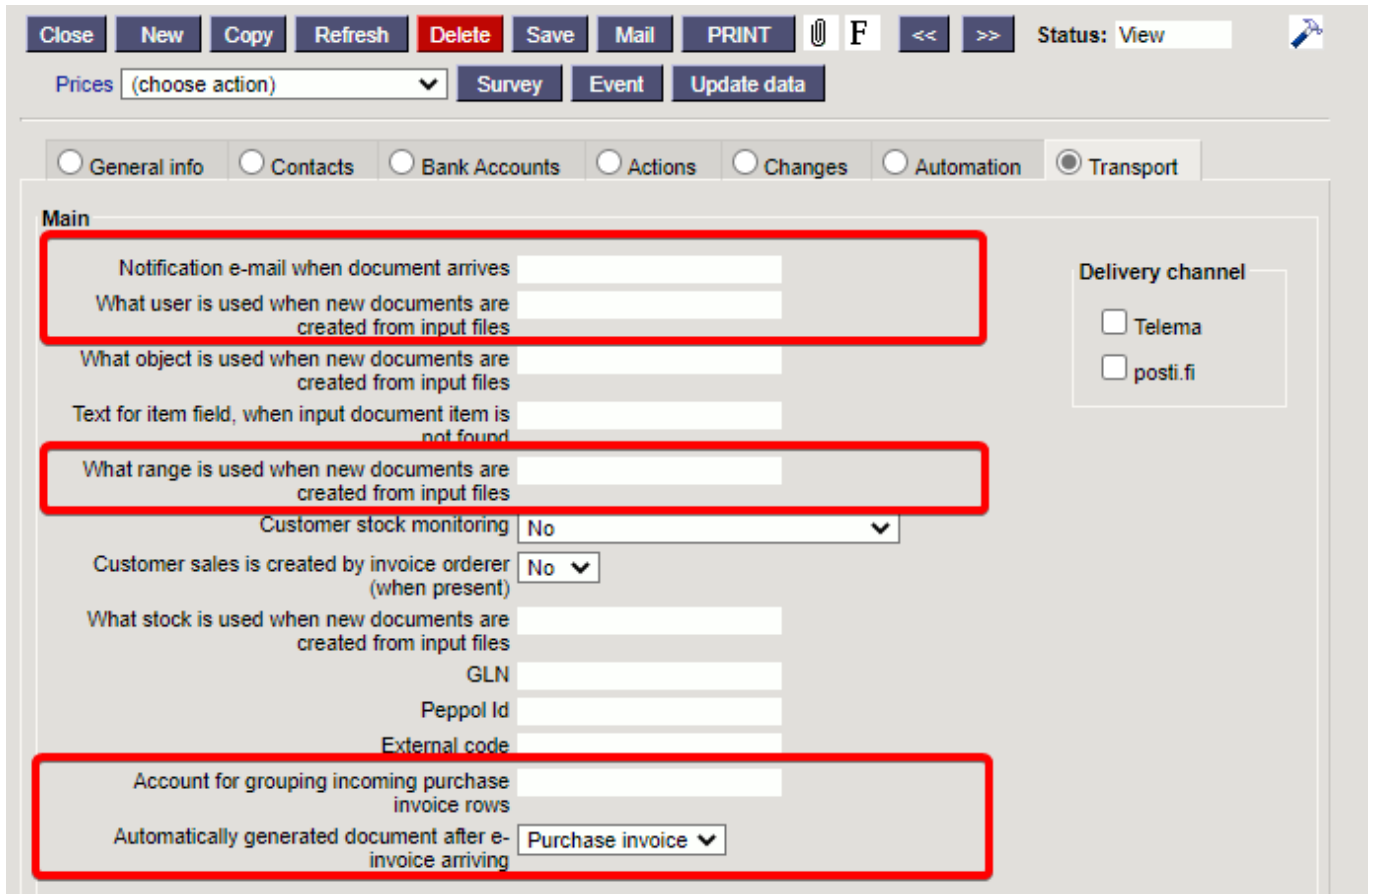 Close New Copy Refresh Delete Save Mail PRINT F << >> Status: View
Prices (choose action) Survey Event Update data
General info Contacts Bank Accounts Actions Changes Automation Transport
Main
Notification e-mail when document arrives
What user is used when new documents are
created from input files
What object is used when new documents are
created from input files
Text for item field, when input document item is
not found
What range is used when new documents are
created from input files
Customer stock monitoring No
Customer sales is created by invoice orderer
(when present) No
What stock is used when new documents are
created from input files
GLN
Peppol Id
External code
Account for grouping incoming purchase
invoice rows
Automatically generated document after e-
invoice arriving Purchase invoice
Delivery channel
Telema
posti.fi